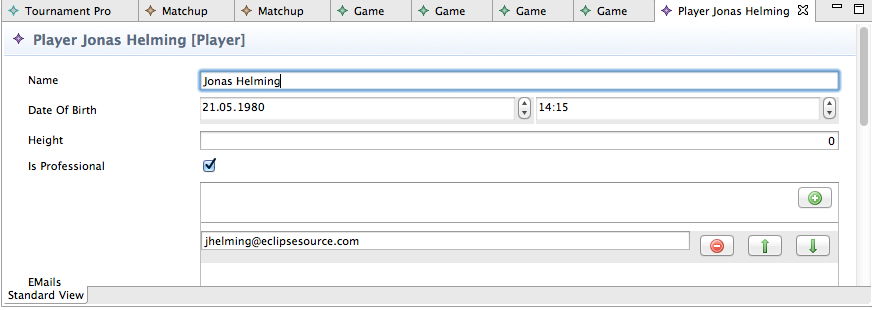 Tournament Pro Matchup Matchup Game Game Game Game Player Jonas Helming
Player Jonas Helming [Player]
Name Jonas Helming
Date Of Birth 21.05.1980 14:15
Height 0
Is Professional
jhelming@eclipsesource.com
EMails
Standard View